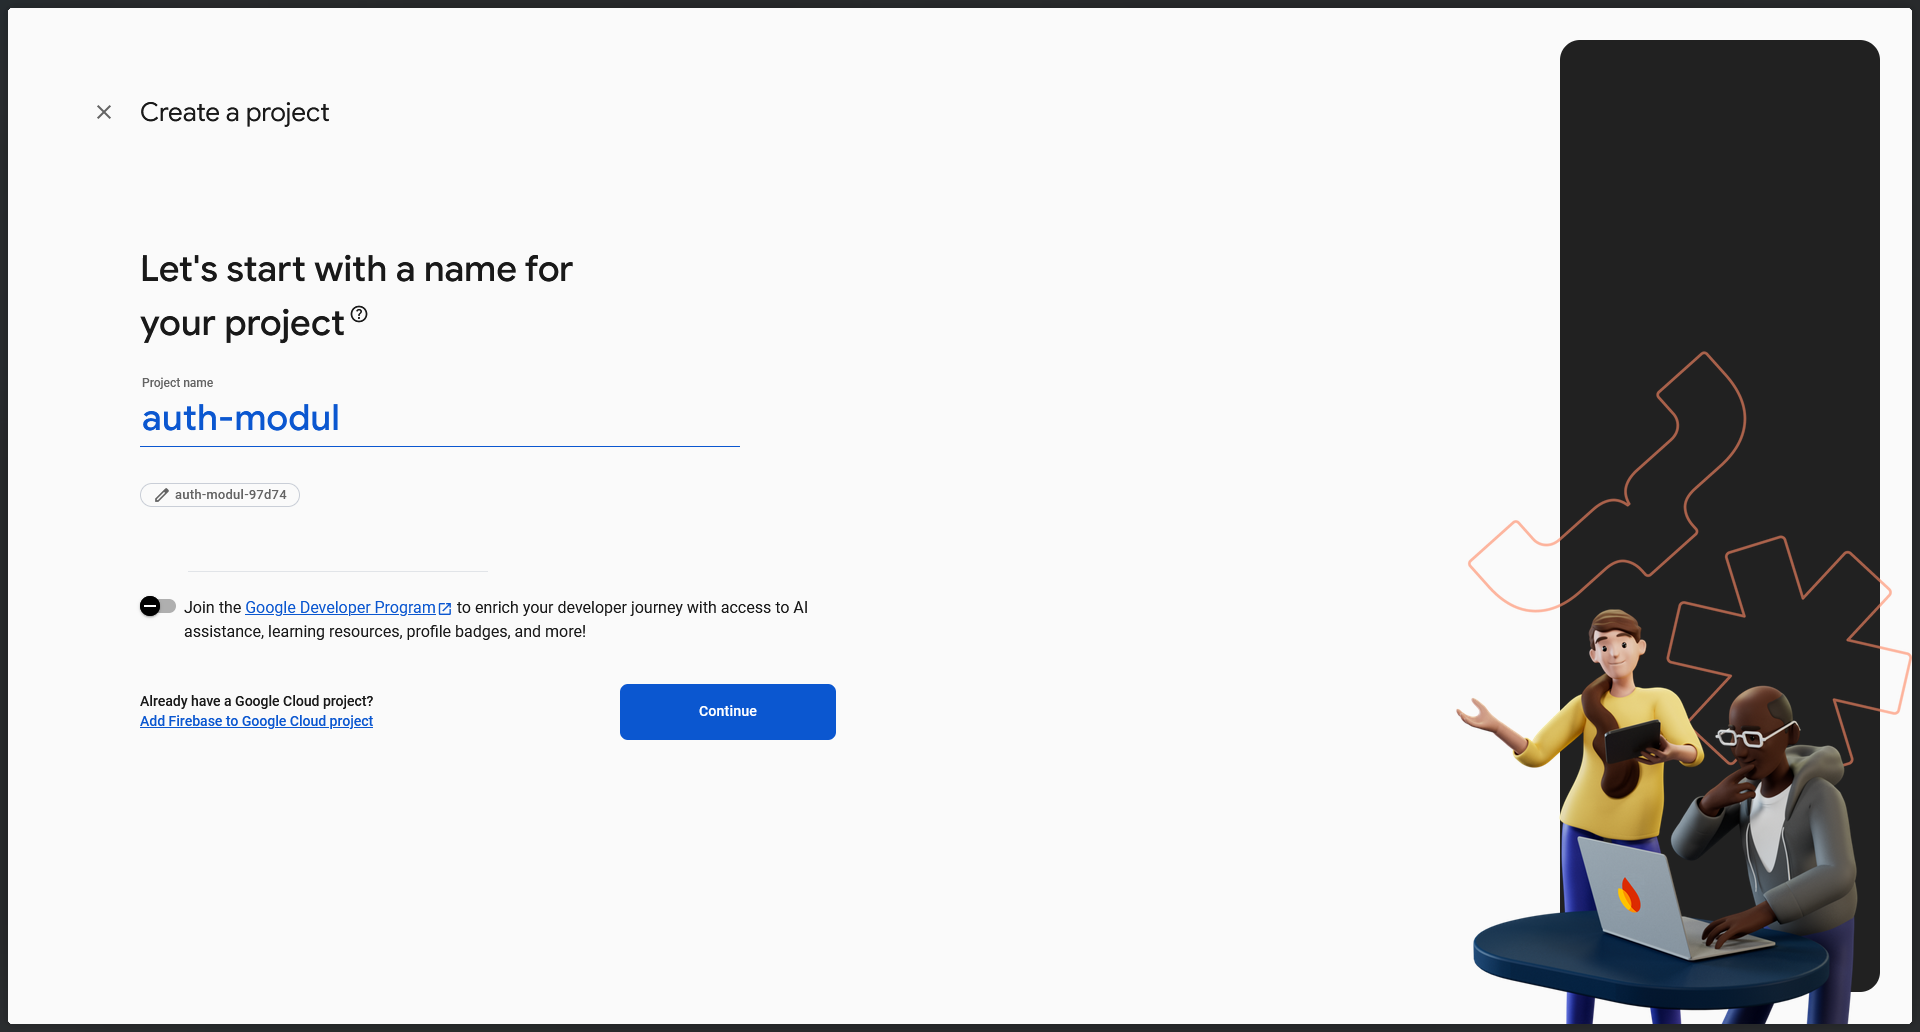 Create a project
Let's start with a name for
your project
Project name
auth-modul
auth-modul-97d74
Join the Google Developer Program to enrich your developer journey with access to AI
assistance, learning resources, profile badges, and more!
Already have a Google Cloud project?
Add Firebase to Google Cloud project
Continue